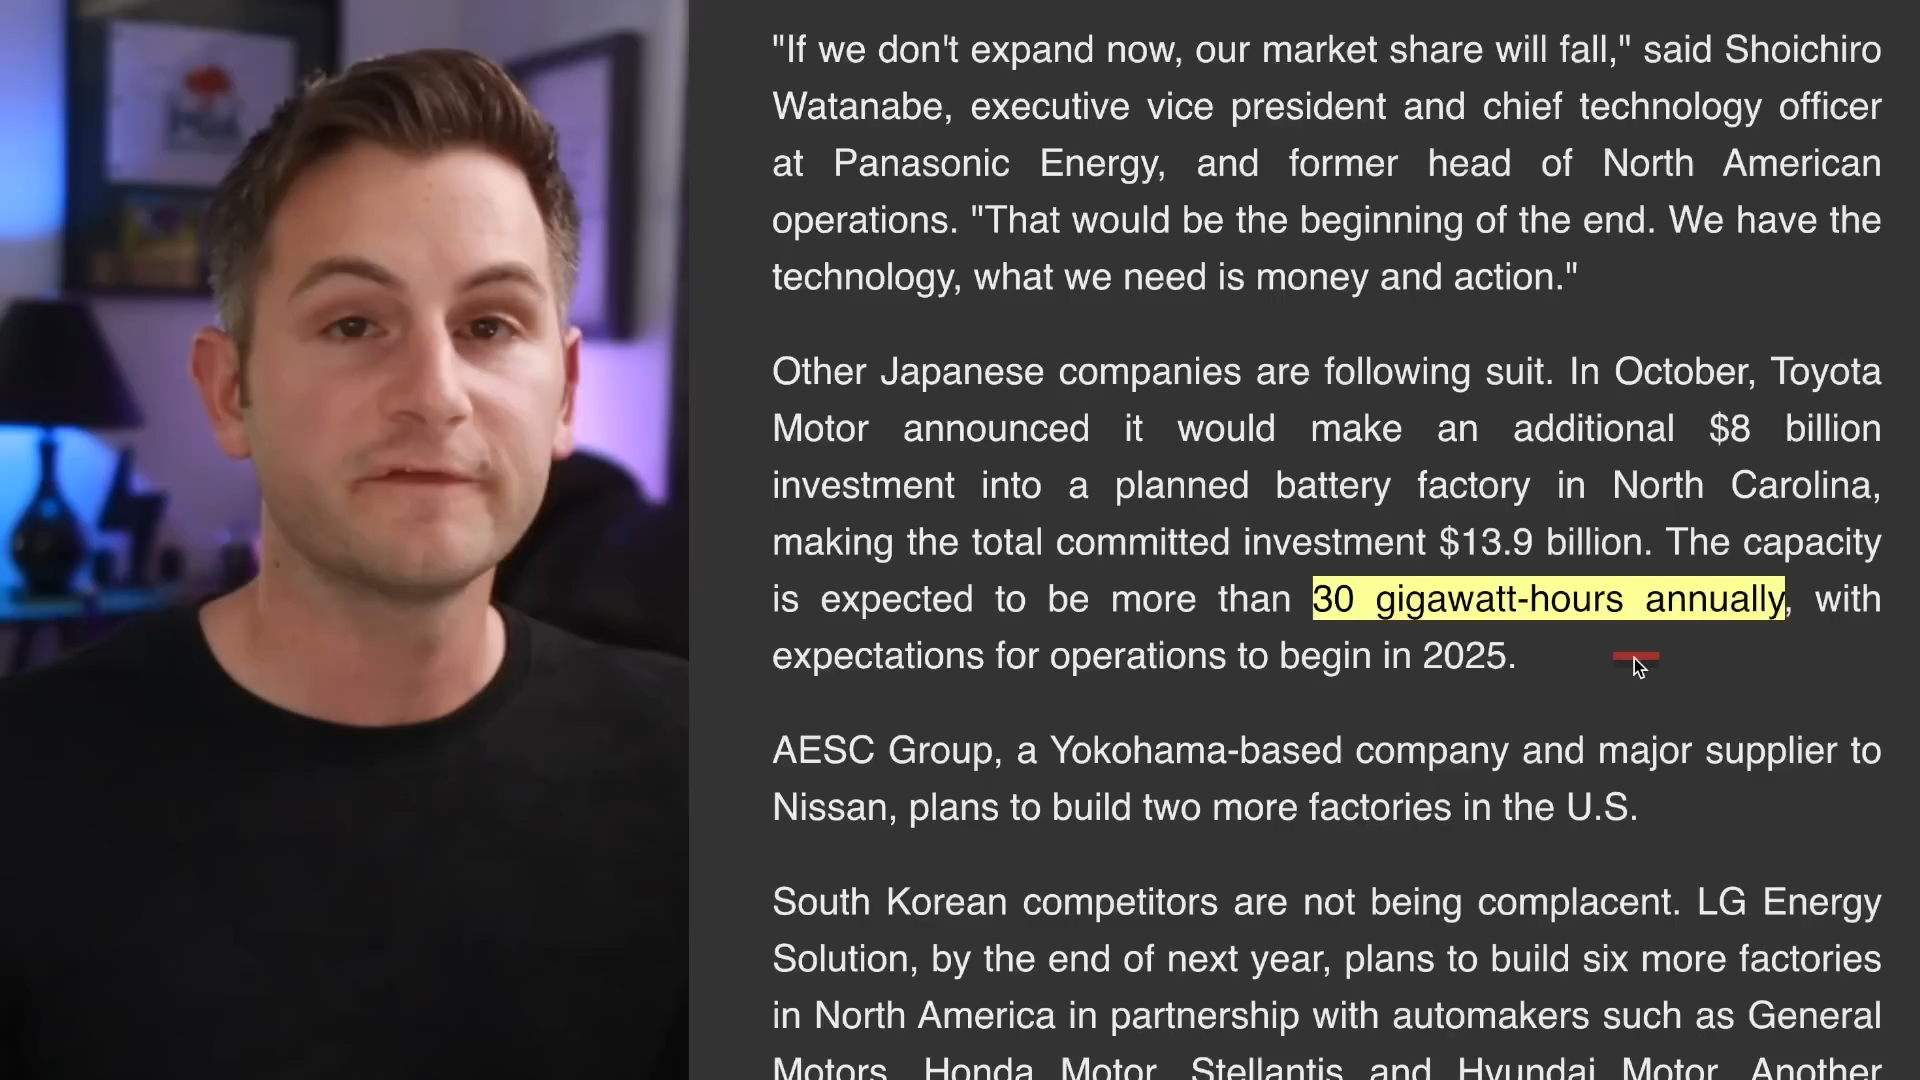 "If we don't expand now, our market share will fall," said Shoichiro
Watanabe, executive vice president and chief technology officer
at Panasonic Energy, and former head of North American
operations. "That would be the beginning of the end. We have the
technology, what we need is money and action."
Other Japanese companies are following suit. In October, Toyota
Motor announced it would make an additional $8 billion
investment into a planned battery factory in North Carolina,
making the total committed investment $13.9 billion. The capacity
is expected to be more than 30 gigawatt-hours annually, with
expectations for operations to begin in 2025.
AESC Group, a Yokohama-based company and major supplier to
Nissan, plans to build two more factories in the U.S.
South Korean competitors are not being complacent. LG Energy
Solution, by the end of next year, plans to build six more factories
in North America in partnership with automakers such as General
Motors, Honda Motor, Stellantis and Hyundai Motor. Another